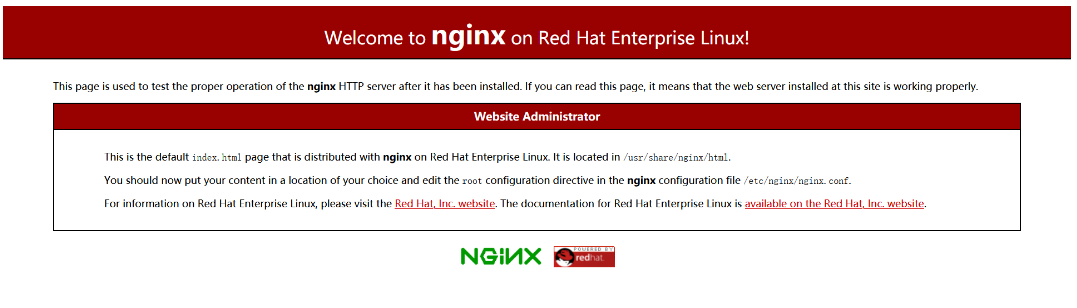 Welcome to nginx on Red Hat Enterprise Linux!
This page is used to test the proper operation of the nginx HTTP server after it has been installed. If you can read this page, it means that the web server installed at this site is working properly.
Website Administrator
This is the default index.html page that is distributed with nginx on Red Hat Enterprise Linux. It is located in /usr/share/nginx/html.
You should now put your content in a location of your choice and edit the root configuration directive in the nginx configuration file /etc/nginx/nginx.conf.
For information on Red Hat Enterprise Linux, please visit the Red Hat, Inc. website. The documentation for Red Hat Enterprise Linux is available on the Red Hat, Inc. website.
NGINX
POWERED BY
redhat.